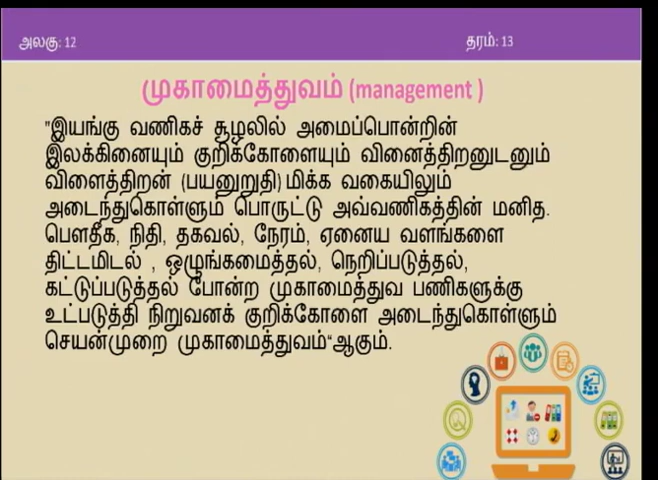 அலகு: 12
தரம்: 13
முகாமைத்துவம் (management )
"இயங்கு வணிகச் சூழலில் அமைப்பொன்றின்
இலக்கினையும் குறிக்கோளையும் வினைத்திறனுடனும்
விளைத்திறன் (பயனுறுதி) மிக்க வகையிலும்
அடைந்துகொள்ளும் பொருட்டு அவ்வணிகத்தின் மனித.
பௌதீக, நிதி, தகவல், நேரம், ஏனைய வளங்களை
திட்டமிடல் , ஒழுங்கமைத்தல், நெறிப்படுத்தல்,
கட்டுப்படுத்தல் போன்ற முகாமைத்துவ பணிகளுக்கு
உட்படுத்தி நிறுவனக் குறிக்கோளை அடைந்துகொள்ளும்
செயன்முறை முகாமைத்துவம்“ஆகும்.